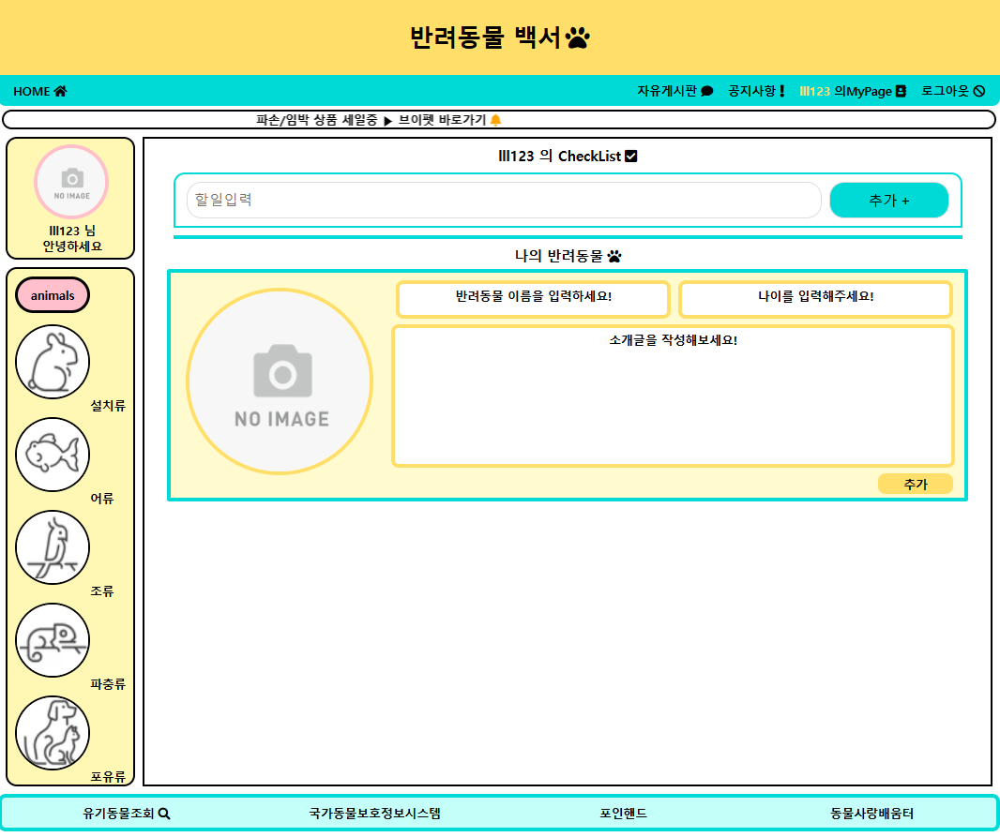 반려동물 백서
HOME
자유게시판 공지사항 lll123 의MyPage 로그아웃
파손/임박 상품 세일중 ▶ 브이펫 바로가기
NO IMAGE
lll123 님
안녕하세요
animals
설치류
어류
조류
파충류
포유류
lll123 의 CheckList
할일입력
추가 +
나의 반려동물
NO IMAGE
반려동물 이름을 입력하세요!
나이를 입력해주세요!
소개글을 작성해보세요!
추가
유기동물조회 국가동물보호정보시스템 포인핸드 동물사랑배움터